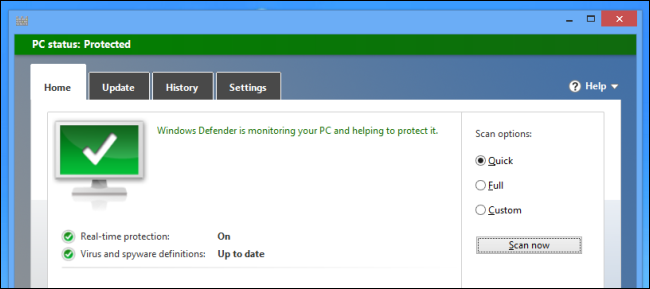 PC status: Protected
Home Update History Settings Help
Windows Defender is monitoring your PC and helping to protect it.
Scan options:
Quick
Full
Custom
Scan now
Real-time protection: On
Virus and spyware definitions: Up to date